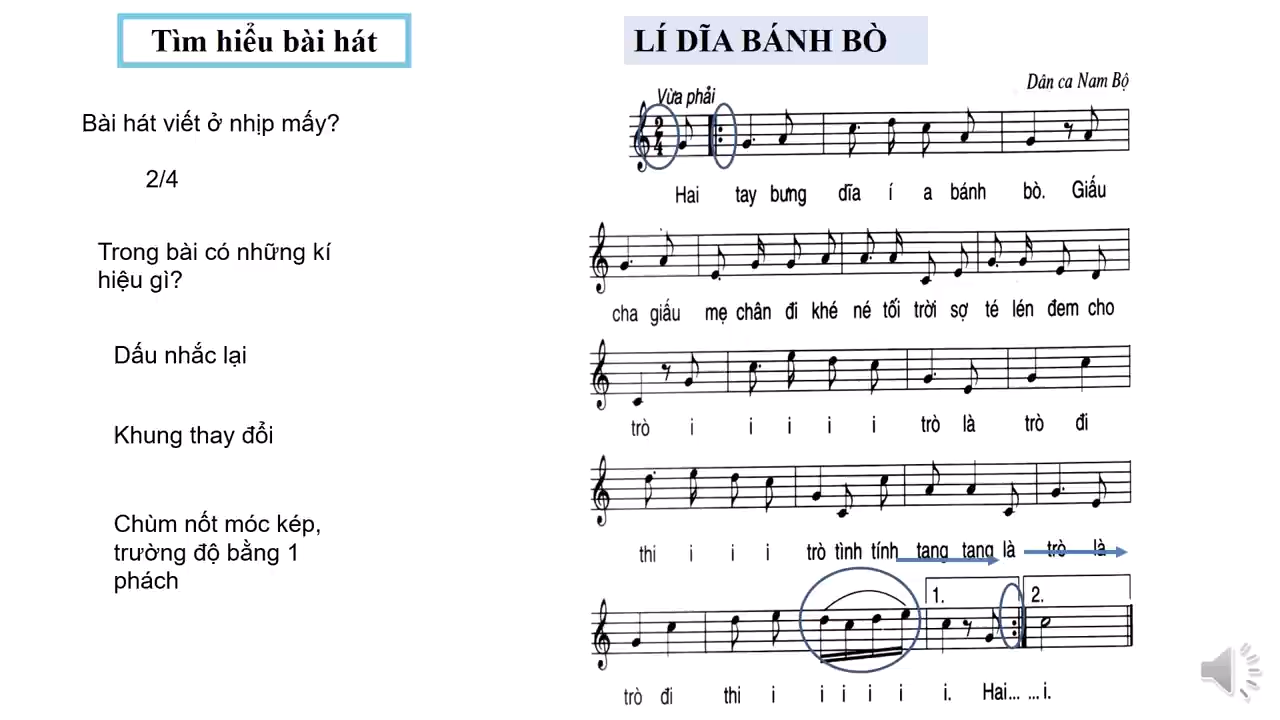 Tìm hiểu bài hát
Bài hát viết ở nhịp mấy?
2/4
Trong bài có những kí
hiệu gì?
Dấu nhắc lại
Khung thay đổi
Chùm nốt móc kép,
trường độ bằng 1
phách
LÍ DĨA BÁNH BÒ
Dân ca Nam Bộ
Vừa phải
2
4
Hai tay bưng đĩa í a bánh bò. Giấu
cha giấu mẹ chân đi khé né tối trời sợ té lén đem cho
trò i i i i i trò là trò đi
thi i i i trò tình tính tang tang là trò là
1. 2.
trò đi thi i i i i i i. Hai... ...i.